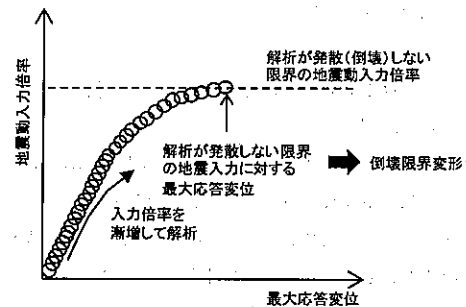 地震動入力倍率
解析が発散(倒壊)しない
限界の地震動入力倍率
解析が発散しない限界
の地震入力に対する
最大応答変位
倒壊限界変形
入力倍率を
漸増して解析
最大応答変位